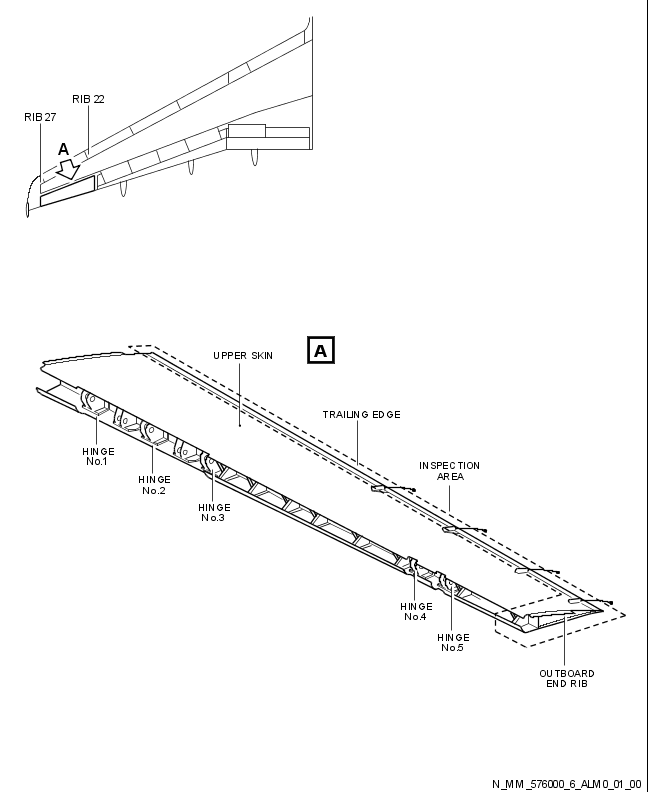 RIB 22
RIB 27
A
A
UPPER SKIN
TRAILING EDGE
INSPECTION
AREA
HINGE
No.1
HINGE
No.2
HINGE
No.3
HINGE
No.4
HINGE
No.5
OUTBOARD
END RIB
N_MM_576000_6_ALM0_01_00